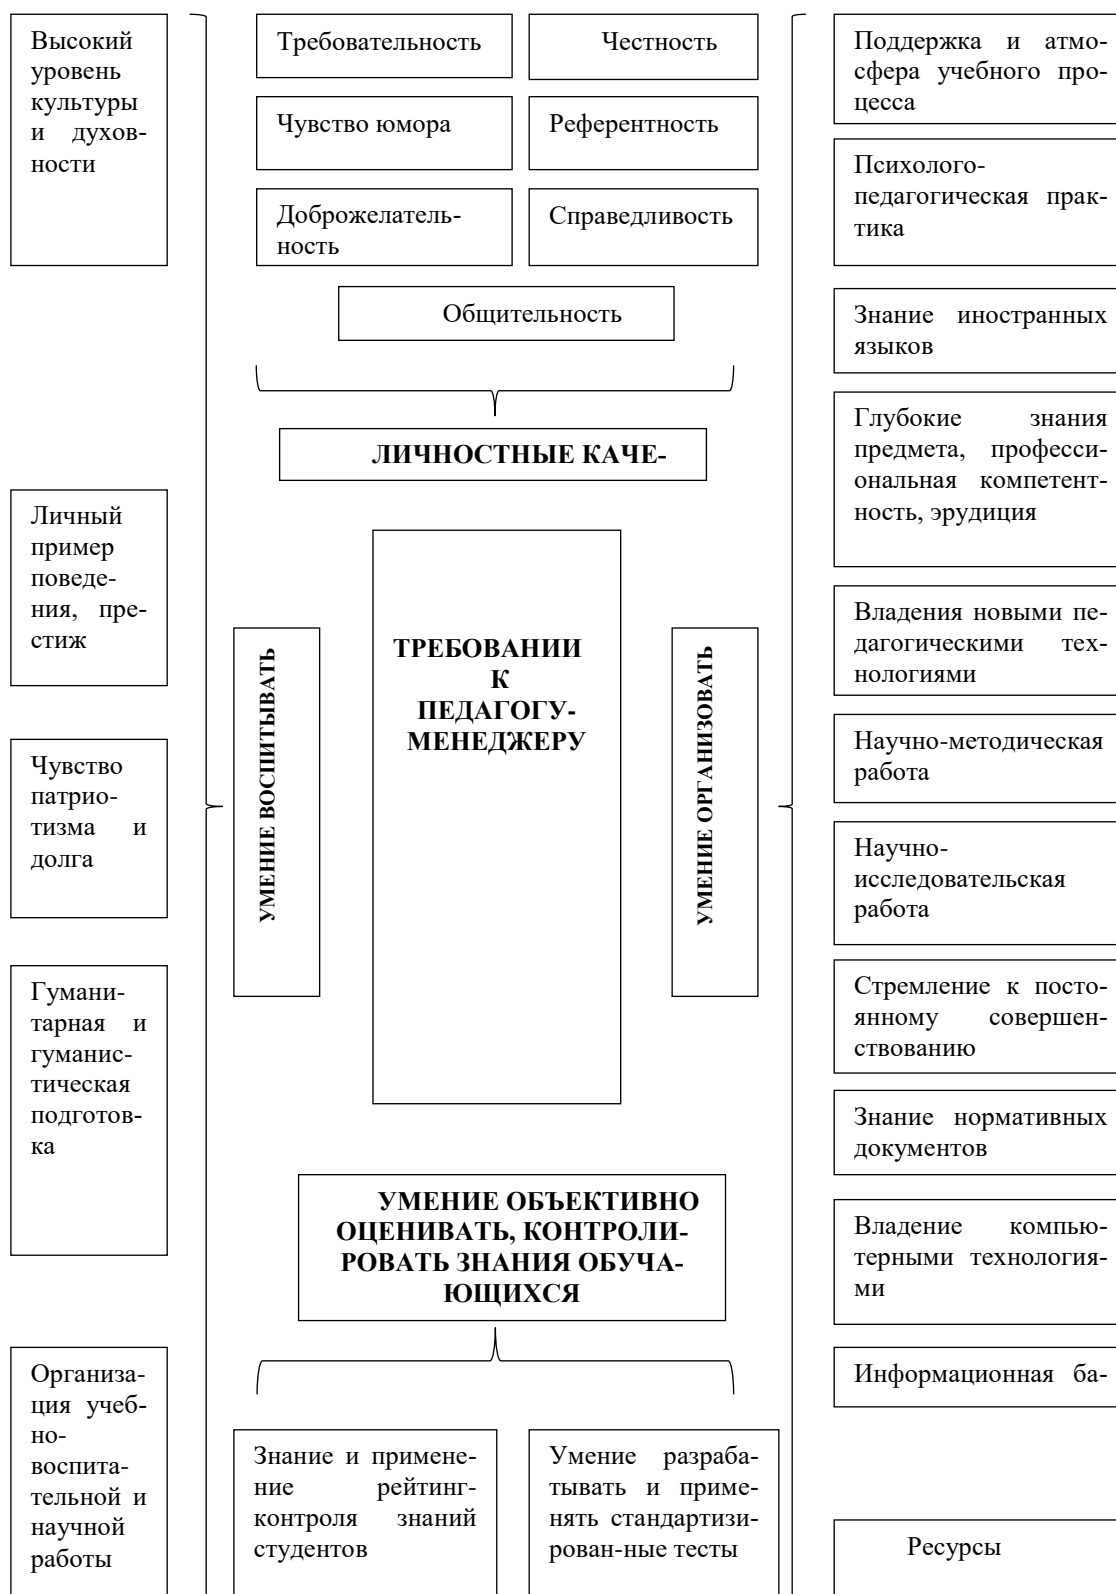 Высокий
уровень
культуры
и духов-
ности
Личный
пример
поведе-
ния, пре-
стиж
Чувство
патрио-
тизма и
долга
Гумани-
тарная и
гуманис-
тическая
подготов-
ка
Организа-
ция учеб-
но-
воспита-
тельной и
научной
работы
Требовательность
Честность
Чувство юмора
Референтность
Доброжелатель-
ность
Справедливость
Общительность
ЛИЧНОСТНЫЕ КАЧЕ-
УМЕНИЕ ВОСПИТЫВАТЬ
ТРЕБОВАНИИ
К
ПЕДАГОГУ-
МЕНЕДЖЕРУ
УМЕНИЕ ОРГАНИЗОВАТЬ
УМЕНИЕ ОБЪЕКТИВНО
ОЦЕНИВАТЬ, КОНТРОЛИ-
РОВАТЬ ЗНАНИЯ ОБУЧА-
ЮЩИХСЯ
Знание и примене-
ние рейтинг-
контроля знаний
студентов
Умение разраба-
тывать и приме-
нять стандартизи-
рован-ные тесты
Поддержка и атмо-
сфера учебного про-
цесса
Психолого-
педагогическая прак-
тика
Знание иностранных
языков
Глубокие знания
предмета, професси-
ональная компетент-
ность, эрудиция
Владения новыми пе-
дагогическими тех-
нологиями
Научно-методическая
работа
Научно-
исследовательская
работа
Стремление к посто-
янному совершен-
ствованию
Знание нормативных
документов
Владение компью-
терными технология-
ми
Информационная ба-
Ресурсы